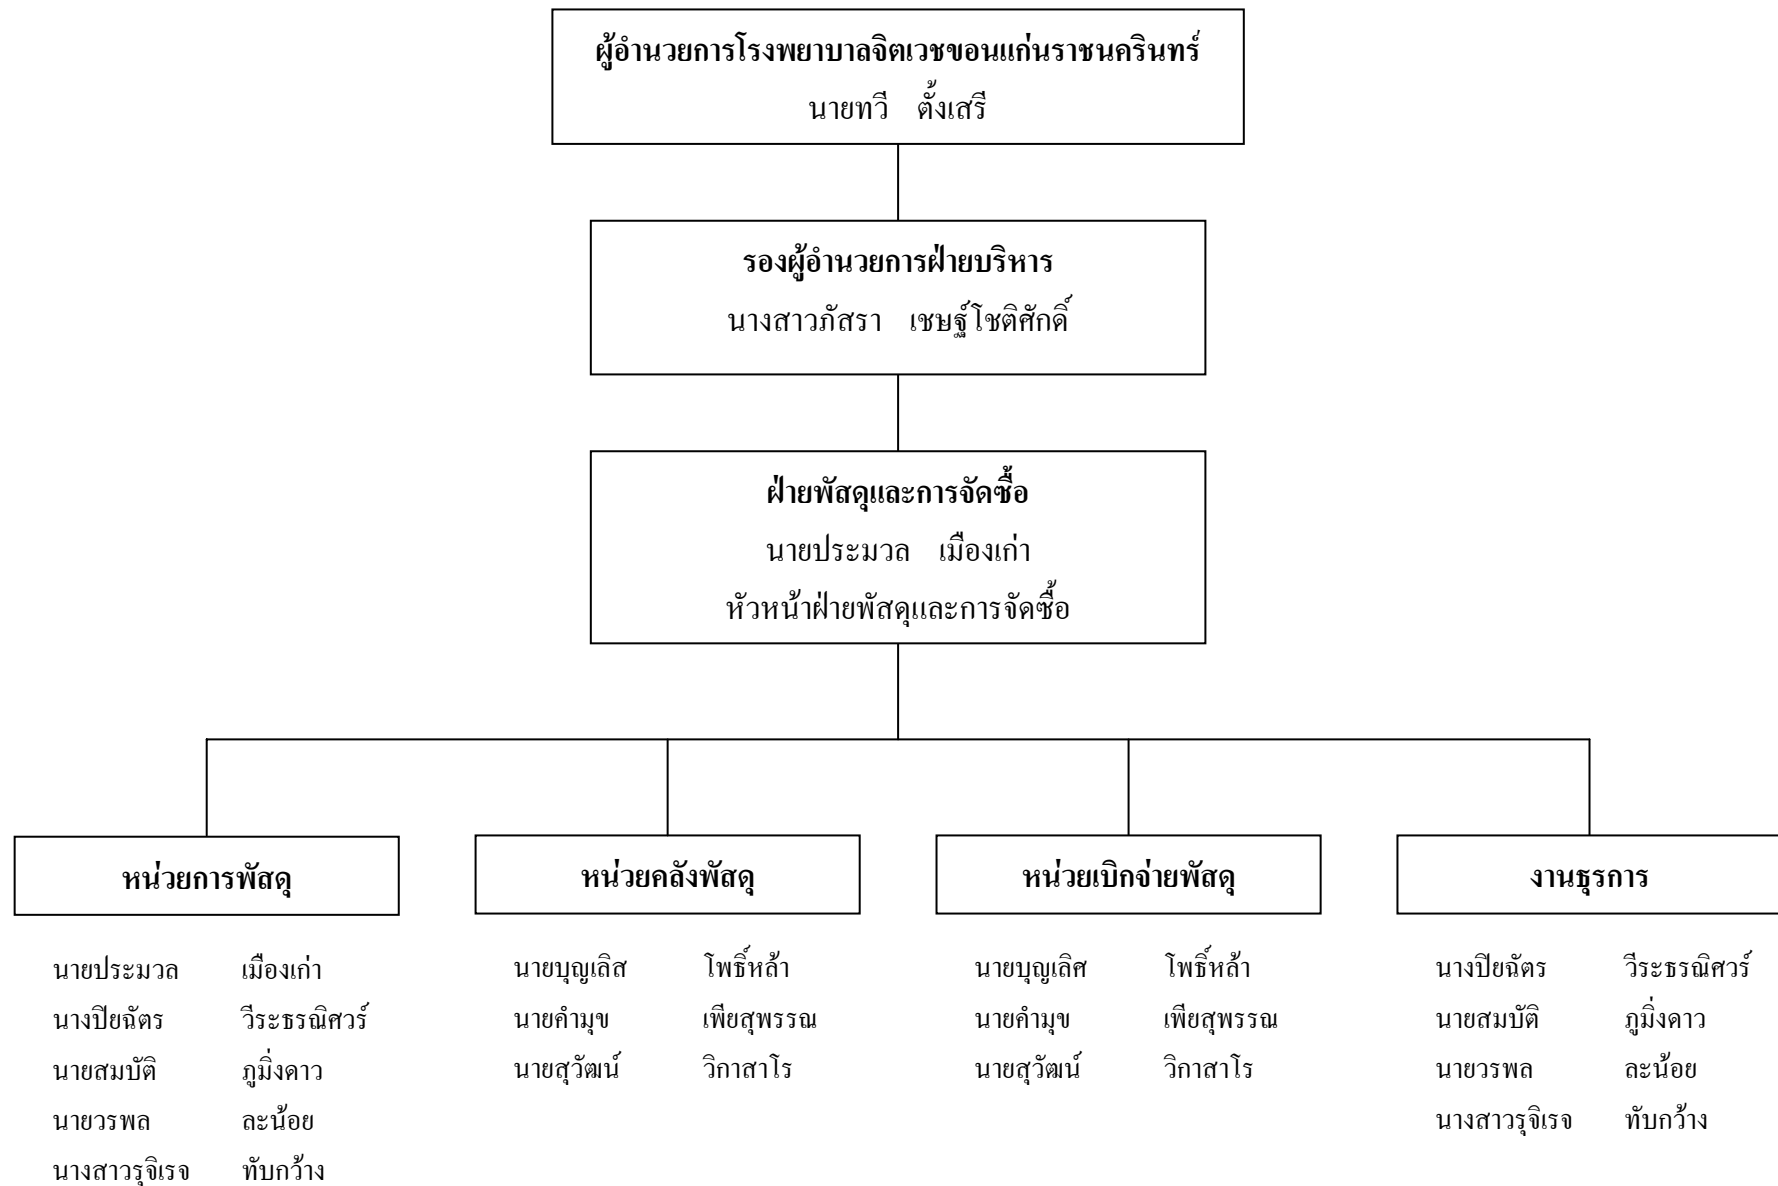 ผู้อำนวยการโรงพยาบาลจิตเวชขอนแก่นราชนครินทร์
นายทวี ตั้งเสรี
รองผู้อำนวยการฝ่ายบริหาร
นางสาวภัสรา เชษฐ์โชติศักดิ์
ฝ่ายพัสดุและการจัดซื้อ
นายประมวล เมืองเก่า
หัวหน้าฝ่ายพัสดุและการจัดซื้อ
หน่วยการพัสดุ
นายประมวล เมืองเก่า
นางปิยฉัตร วีระธรณิศวร์
นายสมบัติ ภูมิ่งดาว
นายวรพล ละน้อย
นางสาวรุจิเรจ ทับกว้าง
หน่วยคลังพัสดุ
นายบุญเลิส โพธิ์หล้า
นายคำมุข เพียสุพรรณ
นายสุวัฒน์ วิกาสาโร
หน่วยเบิกจ่ายพัสดุ
นายบุญเลิศ โพธิ์หล้า
นายคำมุข เพียสุพรรณ
นายสุวัฒน์ วิกาสาโร
งานธุรการ
นางปิยฉัตร วีระธรณิศวร์
นายสมบัติ ภูมิ่งดาว
นายวรพล ละน้อย
นางสาวรุจิเรจ ทับกว้าง